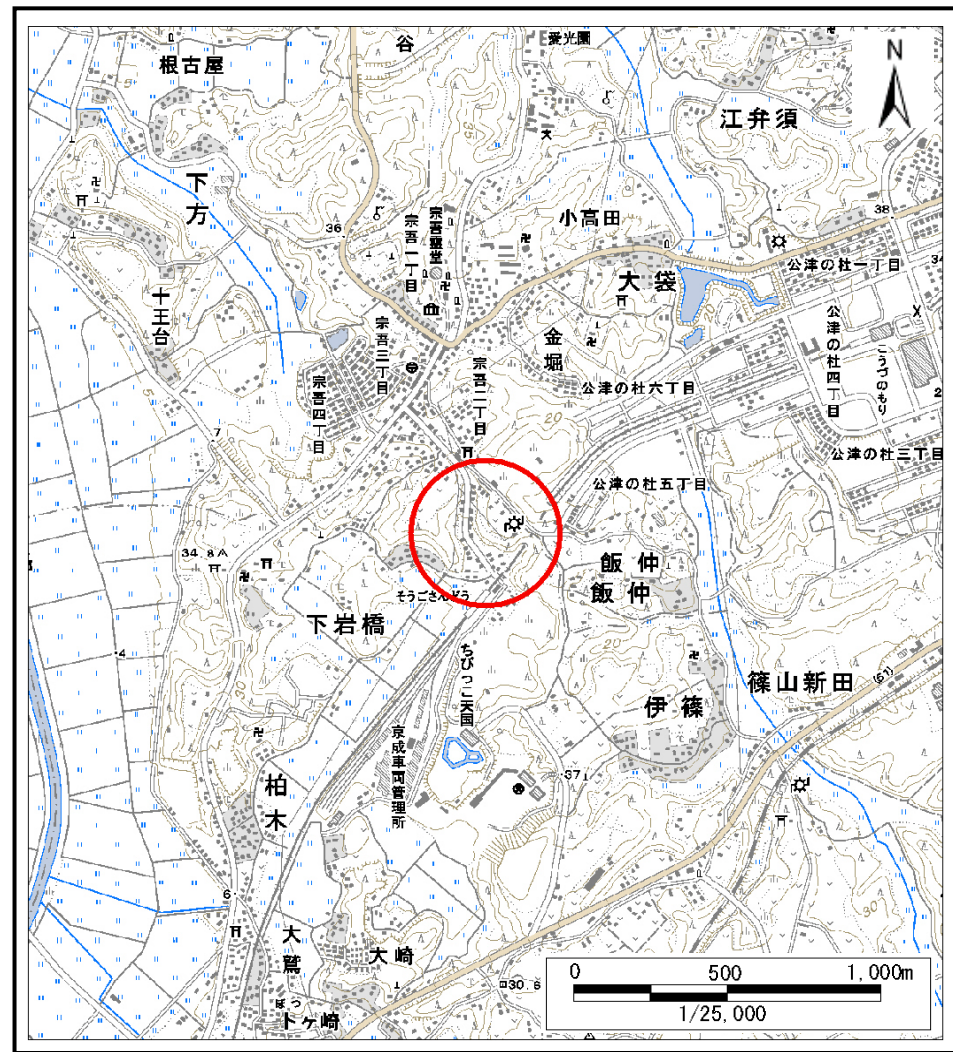 谷
愛光園
根古屋
N
江弁須
下方
大
小高田
38
36
宗吾一丁目
宗吾靈堂
大袋
公津の杜一丁目
十王台
宗吾三丁目
金堀
公津の杜四丁目
こうづのもり
宗吾四丁目
宗吾二丁目
公津の杜六丁目
20
7
公津の杜三丁目
公津の杜五丁目
34.8
飯仲
飯仲
そうごさんどう
下岩橋
4
ちびっこ天国
篠山新田
(61)
伊篠
京成車両管理所
37
柏木
6
大鷲
大崎
30.6
ぼっ
トヶ崎
0 500 1,000m
1/25,000